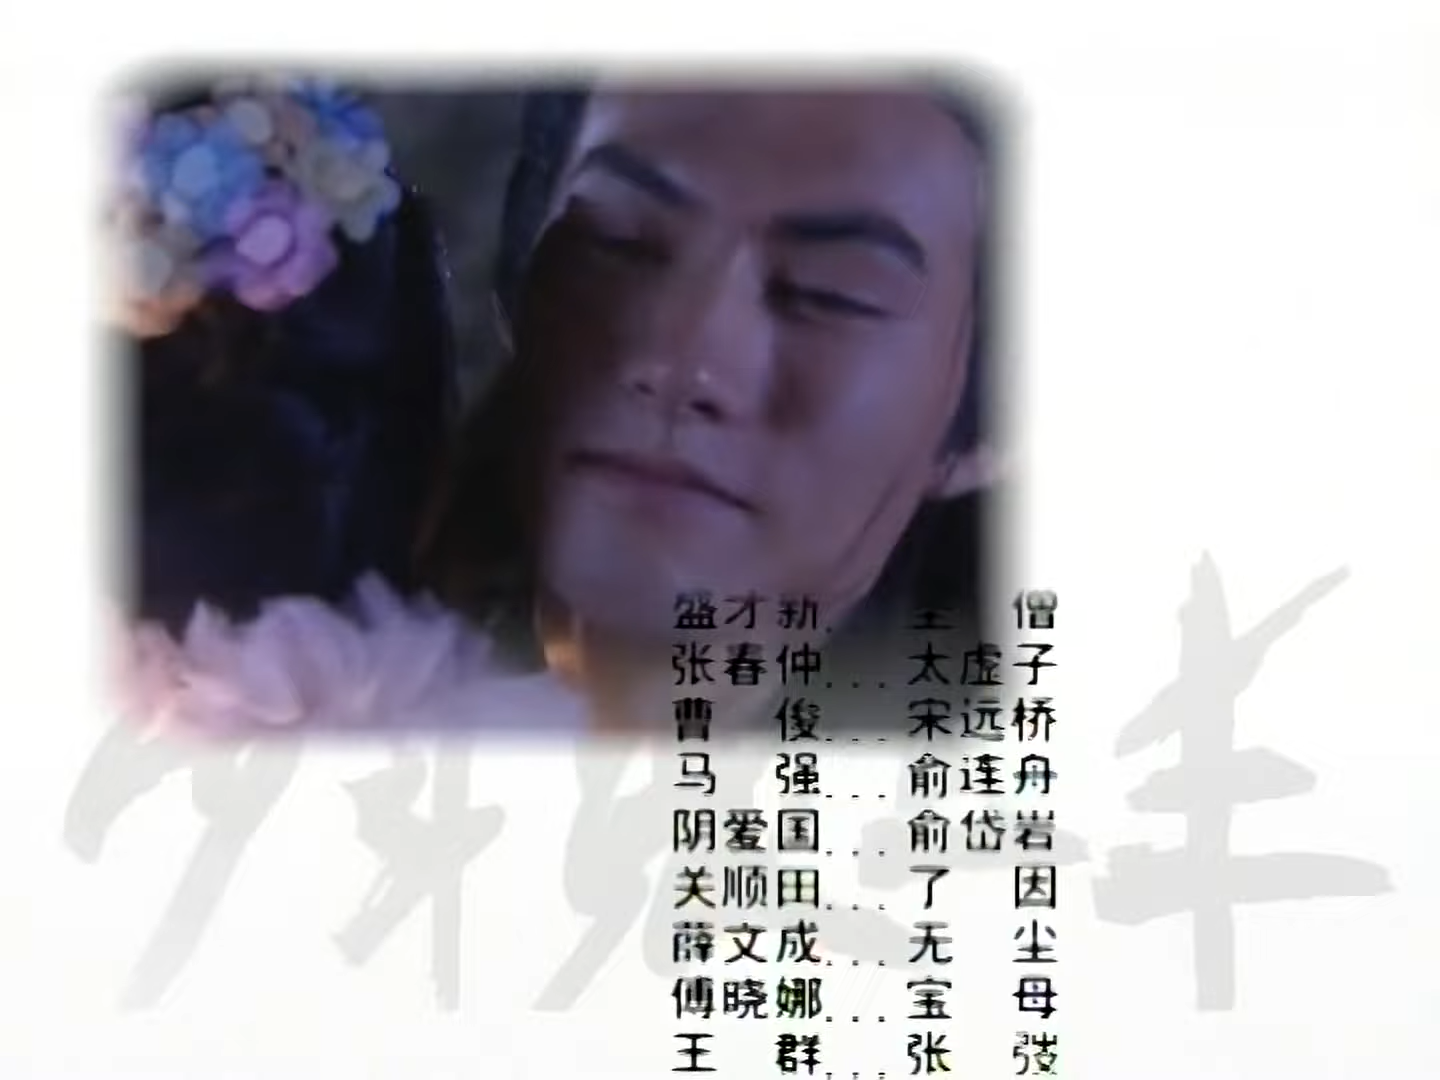 盛才新... 圣 僧
张春仲... 太虚子
曹 俊... 宋远桥
马 强... 俞连舟
阴爱国... 俞岱岩
关顺田... 了 因
薛文成... 无 尘
傅晓娜... 宝 母
王 群... 张